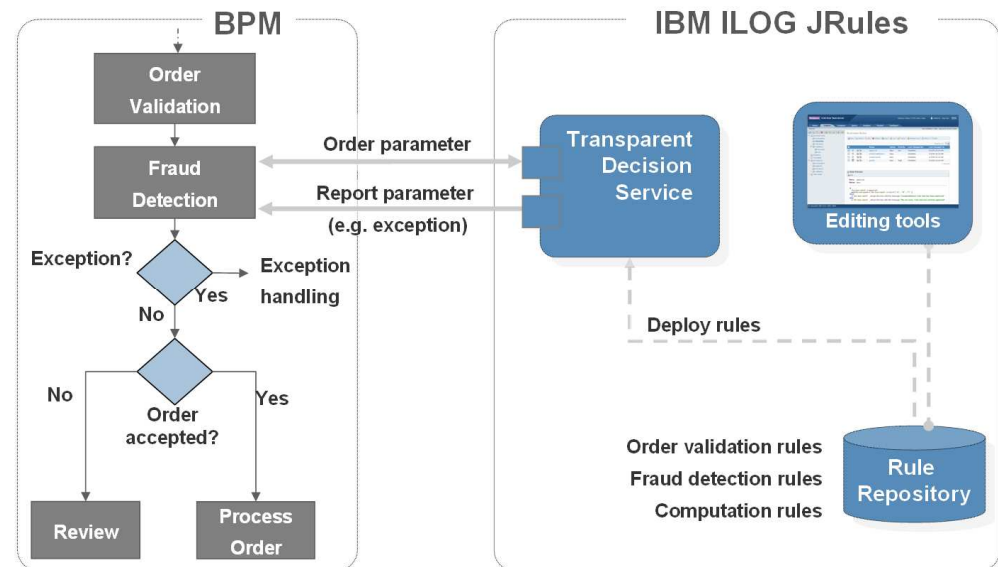 BPM
IBM ILOG JRules
Order
Validation
Fraud
Detection
Order parameter
Report parameter
(e.g. exception)
Transparent
Decision
Service
Editing tools
Exception?
Yes
Exception
handling
No
Deploy rules
No
Yes
Order
accepted?
Review
Process
Order
Order validation rules
Fraud detection rules
Computation rules
Rule
Repository